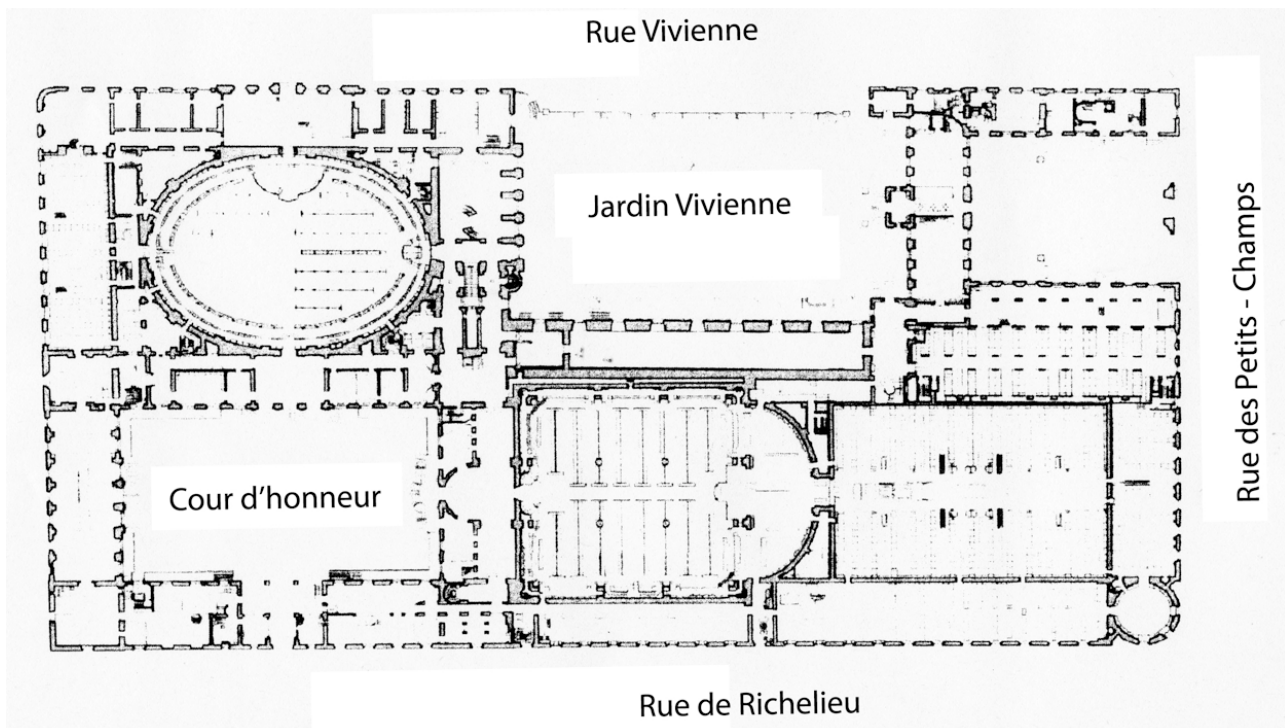 Rue Vivienne
Jardin Vivienne
Rue des Petits - Champs
Cour d'honneur
Rue de Richelieu